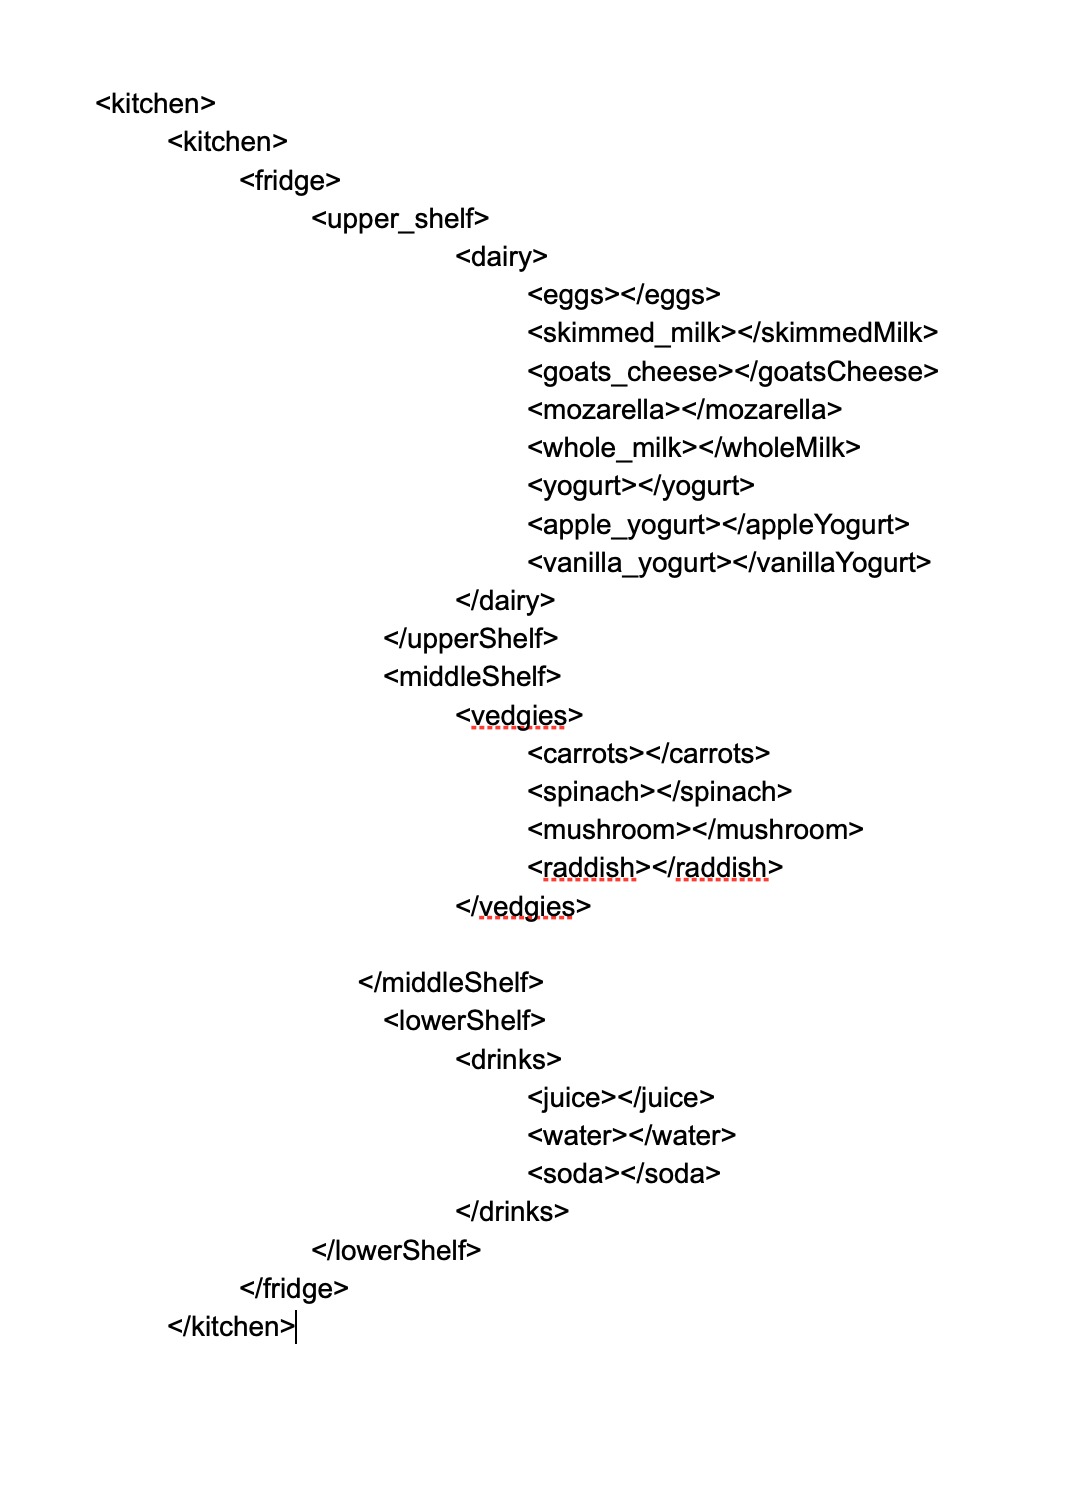 <kitchen>
<kitchen>
<fridge>
<upper_shelf>
<dairy>
<eggs></eggs>
<skimmed_milk></skimmedMilk>
<goats_cheese></goatsCheese>
<mozarella></mozarella>
<whole_milk></wholeMilk>
<yogurt></yogurt>
<apple_yogurt></appleYogurt>
<vanilla_yogurt></vanillaYogurt>
</dairy>
</upperShelf>
<middleShelf>
<vedgies>
<carrots></carrots>
<spinach></spinach>
<mushroom></mushroom>
<raddish></raddish>
</vedgies>
</middleShelf>
<lowerShelf>
<drinks>
<juice></juice>
<water></water>
<soda></soda>
</drinks>
</lowerShelf>
</fridge>
</kitchen>